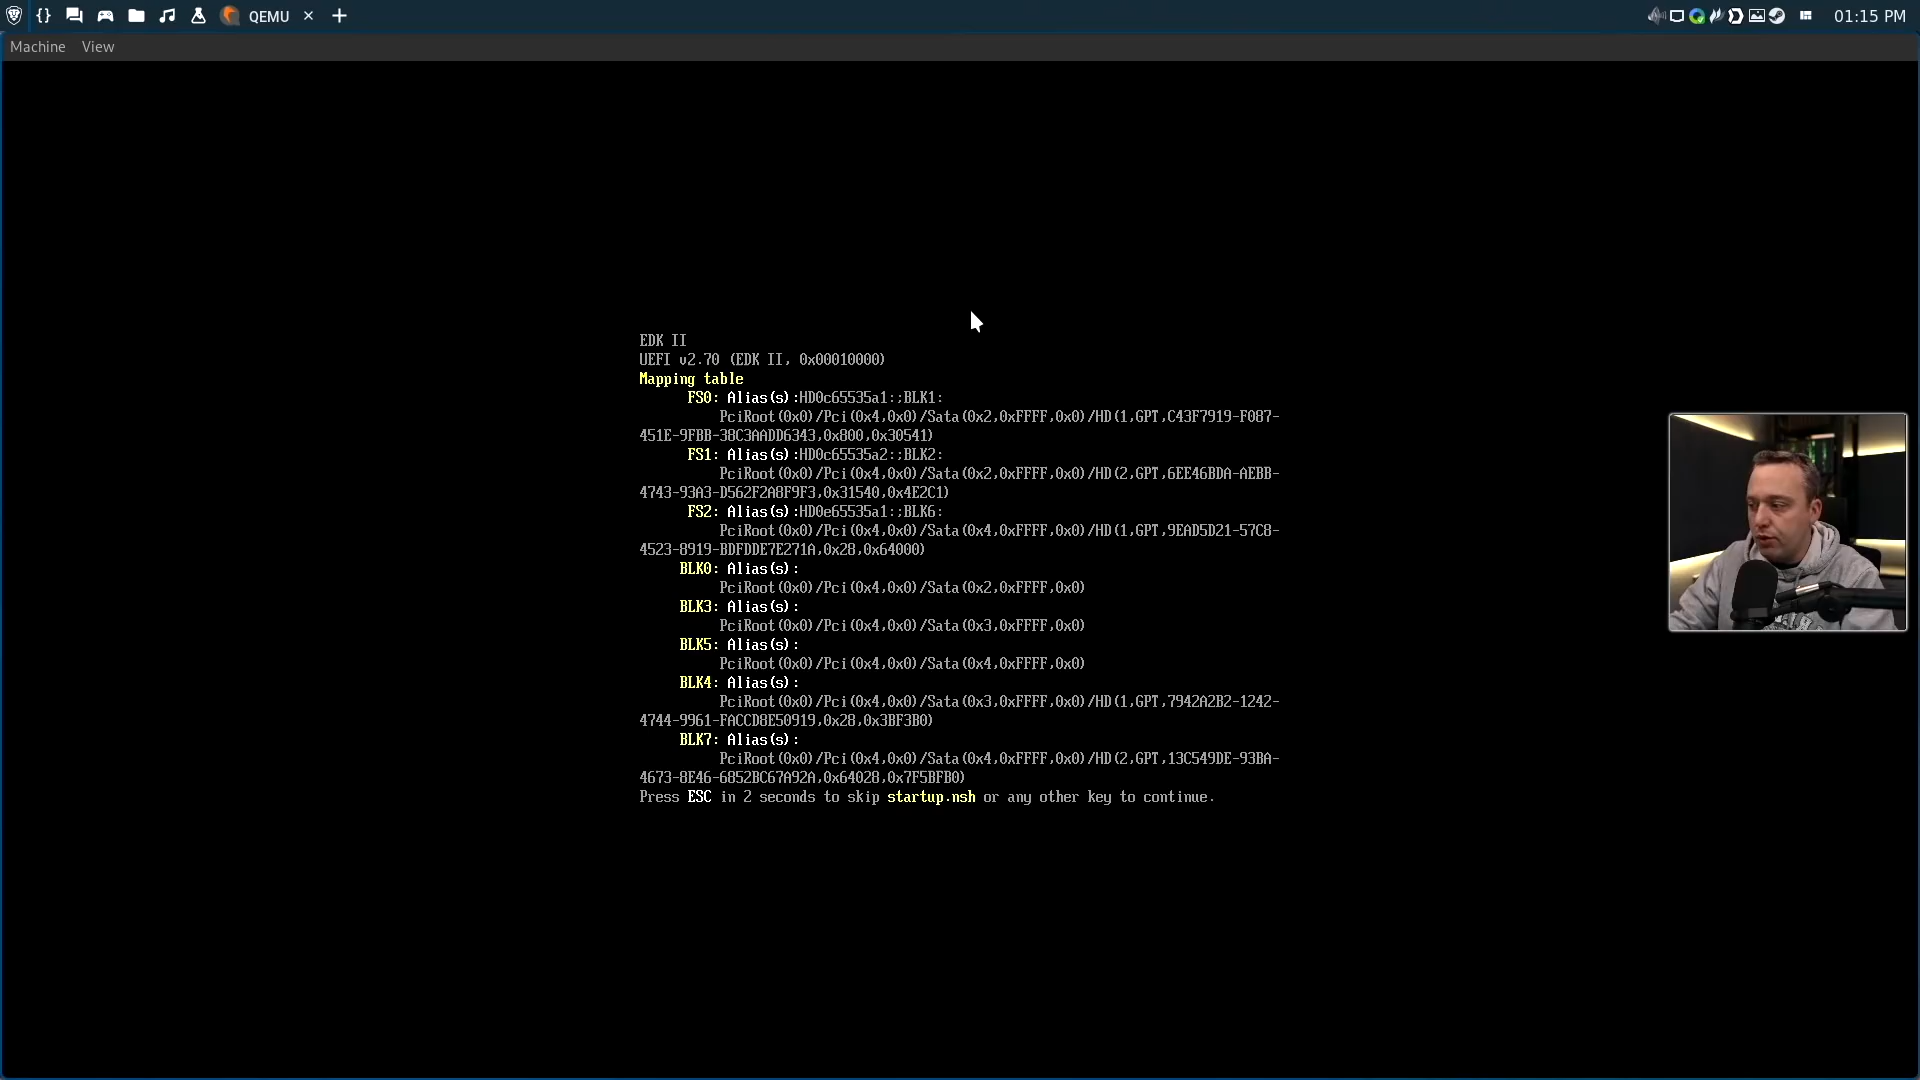 QEMU
01:15 PM
Machine View
EDK II
UEFI v2.70 (EDK II, 0x00010000)
Mapping table
FS0: Alias(s):HD0c65535a1:;BLK1:
PciRoot(0x0)/Pci(0x4,0x0)/Sata(0x2,0xFFFF,0x0)/HD(1,GPT,C43F7919-F087-
451E-9FBB-38C3AADD6343,0x800,0x30541)
FS1: Alias(s):HD0c65535a2:;BLK2:
PciRoot(0x0)/Pci(0x4,0x0)/Sata(0x2,0xFFFF,0x0)/HD(2,GPT,6EE46BDA-AEBB-
4743-93A3-D562F2A8F9F3,0x31540,0x4E2C1)
FS2: Alias(s):HD0e65535a1:;BLK6:
PciRoot(0x0)/Pci(0x4,0x0)/Sata(0x4,0xFFFF,0x0)/HD(1,GPT,9EAD5D21-57C8-
4523-8919-BDFDDE7E271A,0x28,0x64000)
BLK0: Alias(s):
PciRoot(0x0)/Pci(0x4,0x0)/Sata(0x2,0xFFFF,0x0)
BLK3: Alias(s):
PciRoot(0x0)/Pci(0x4,0x0)/Sata(0x3,0xFFFF,0x0)
BLK5: Alias(s):
PciRoot(0x0)/Pci(0x4,0x0)/Sata(0x4,0xFFFF,0x0)
BLK4: Alias(s):
PciRoot(0x0)/Pci(0x4,0x0)/Sata(0x3,0xFFFF,0x0)/HD(1,GPT,7942A2B2-1242-
4744-9961-FACCD8E50919,0x28,0x3BF3B0)
BLK7: Alias(s):
PciRoot(0x0)/Pci(0x4,0x0)/Sata(0x4,0xFFFF,0x0)/HD(2,GPT,13C549DE-93BA-
4673-8E46-6852BC67A92A,0x64028,0x7F5BFB0)
Press ESC in 2 seconds to skip startup.nsh or any other key to continue.